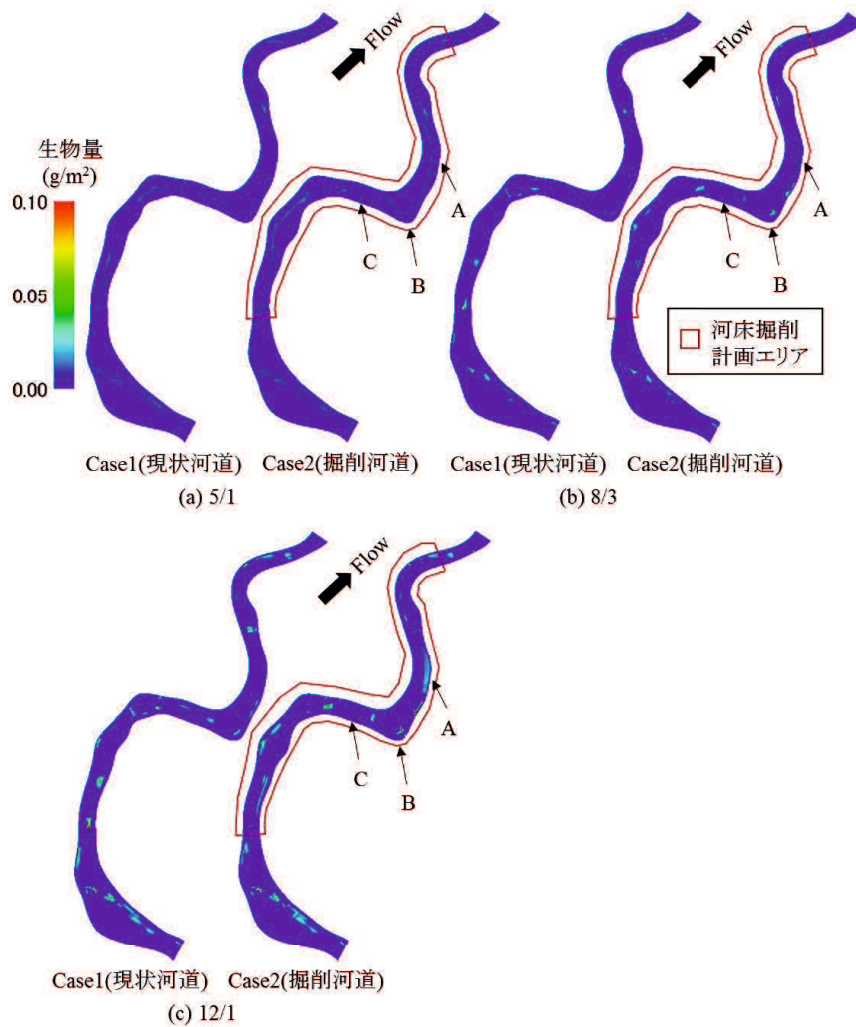 Flow
Flow
生物量
(g/m²)
0.10
0.05
0.00
A
B
C
A
B
C
河床掘削
計画エリア
Case1(現状河道)
Case2(掘削河道)
Case1(現状河道)
Case2(掘削河道)
(a) 5/1
(b) 8/3
Flow
A
B
C
Case1(現状河道)
Case2(掘削河道)
(c) 12/1